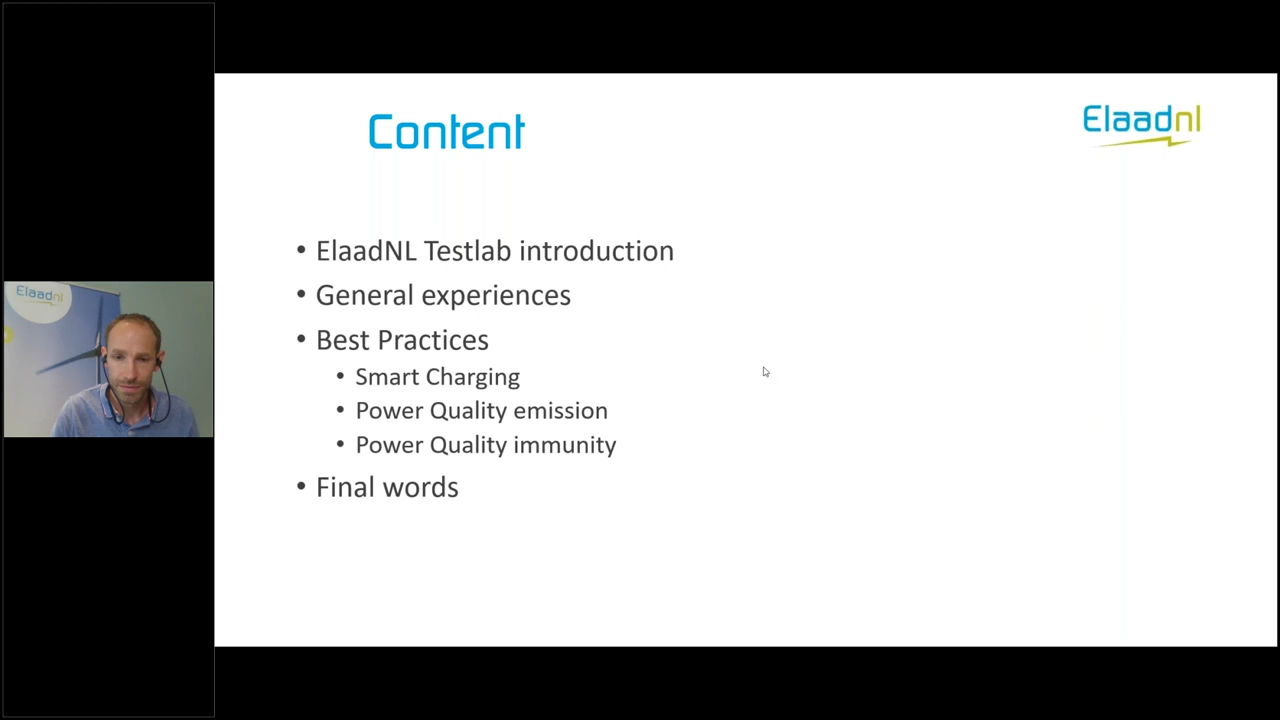 Content
Elaadnl
• ElaadNL Testlab introduction
• General experiences
• Best Practices
• Smart Charging
• Power Quality emission
• Power Quality immunity
• Final words
Elaadnl